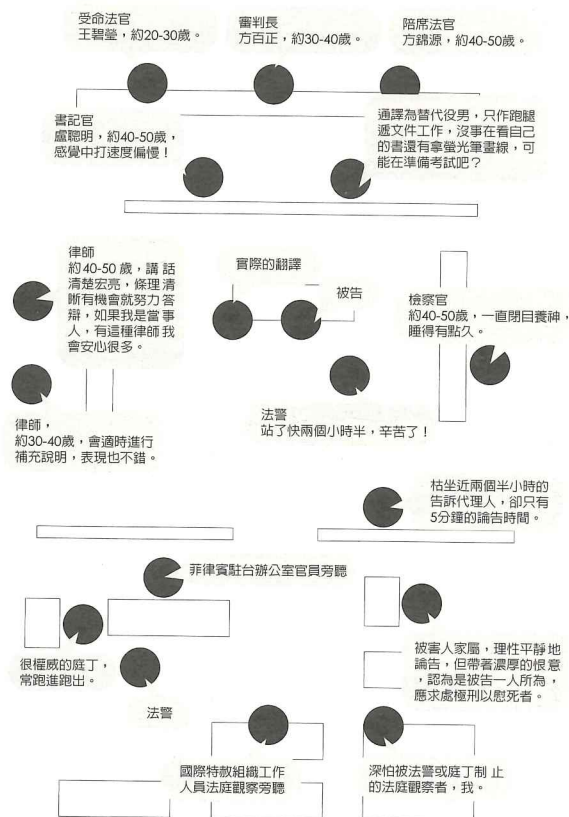 受命法官
王碧瑩，約20-30歲。
審判長
方百正，約30-40歲。
陪席法官
方錦源，約40-50歲。
書記官
盧聰明，約40-50歲，
感覺中打速度偏慢！
通譯為替代役男，只作跑腿
遞文件工作，沒事在看自己
的書還有拿螢光筆畫線，可
能在準備考試吧？
律師
約40-50歲，講話
清楚宏亮，條理清
晰有機會就努力答
辯，如果我是當事
人，有這種律師我
會安心很多。
實際的翻譯
被告
檢察官
約40-50歲，一直閉目養神，
睡得有點久。
法警
站了快兩個小時半，辛苦了！
律師，
約30-40歲，會適時進行
補充說明，表現也不錯。
枯坐近兩個半小時的
告訴代理人，卻只有
5分鐘的論告時間。
菲律賓駐台辦公室官員旁聽
很權威的庭丁，
常跑進跑出。
法警
被害人家屬，理性平靜地
論告，但帶著濃厚的恨意
，認為是被告一人所為，
應求處極刑以慰死者。
國際特赦組織工作
人員法庭觀察旁聽
深怕被法警或庭丁制止
的法庭觀察者，我。